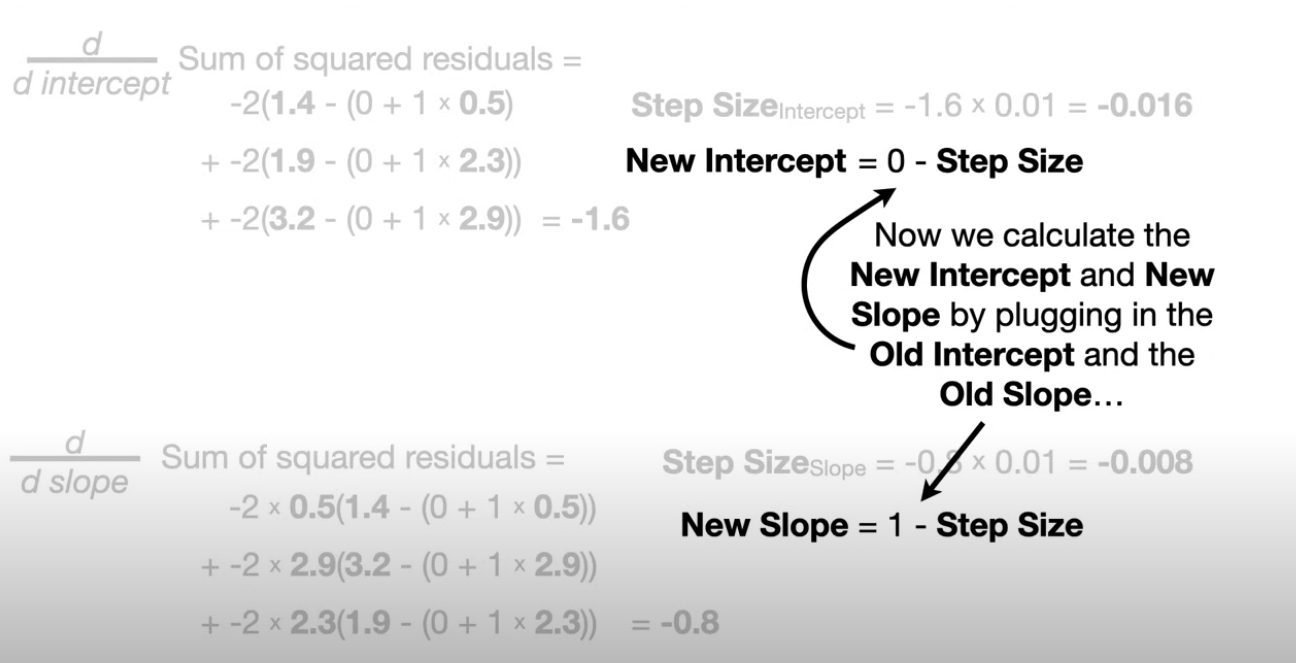 d
d intercept
Sum of squared residuals =
-2(1.4 - (0 + 1 × 0.5)
+ -2(1.9 - (0 + 1 × 2.3))
+ -2(3.2 - (0 + 1 × 2.9)) = -1.6
Step SizeIntercept = -1.6 × 0.01 = -0.016
New Intercept = 0 - Step Size
Now we calculate the
New Intercept and New
Slope by plugging in the
Old Intercept and the
Old Slope…
d
d slope
Sum of squared residuals =
-2 × 0.5(1.4 - (0 + 1 × 0.5))
+ -2 × 2.9(3.2 - (0 + 1 × 2.9))
+ -2 × 2.3(1.9 - (0 + 1 × 2.3)) = -0.8
Step SizeSlope = -0.8 × 0.01 = -0.008
New Slope = 1 - Step Size